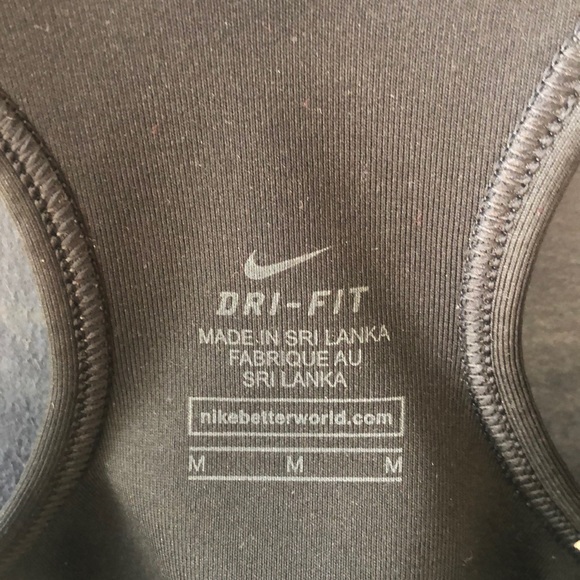 DRI-FIT
MADE IN SRI LANKA
FABRIQUE AU
SRI LANKA
nikebetterworld.com
M M M